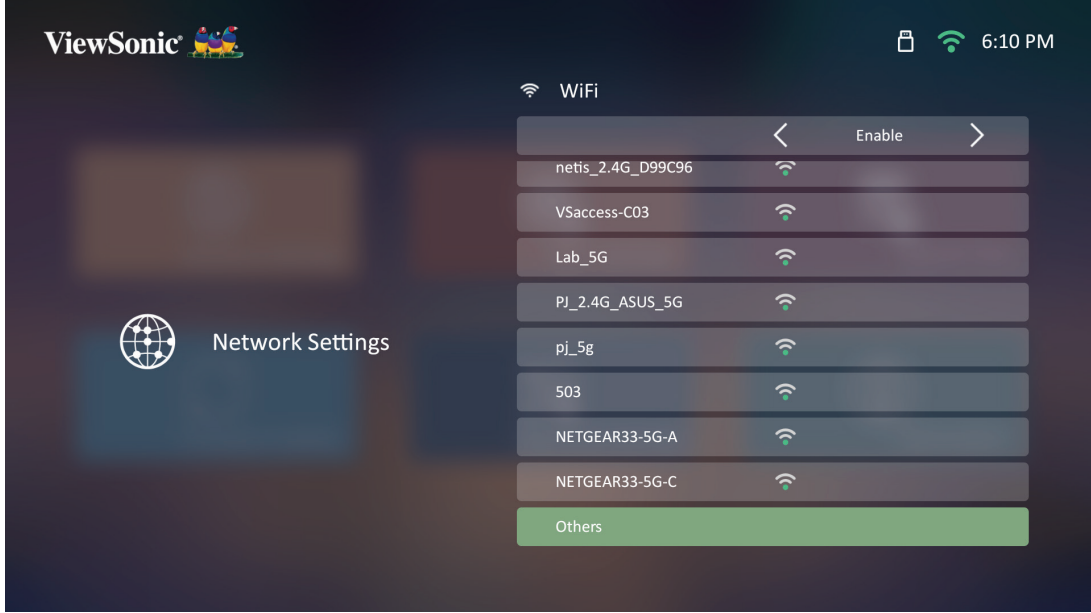 ViewSonic®
6:10 PM
WiFi
Enable
netis_2.4G_D99C96
VSaccess-C03
Lab_5G
PJ_2.4G_ASUS_5G
Network Settings
pj_5g
503
NETGEAR33-5G-A
NETGEAR33-5G-C
Others